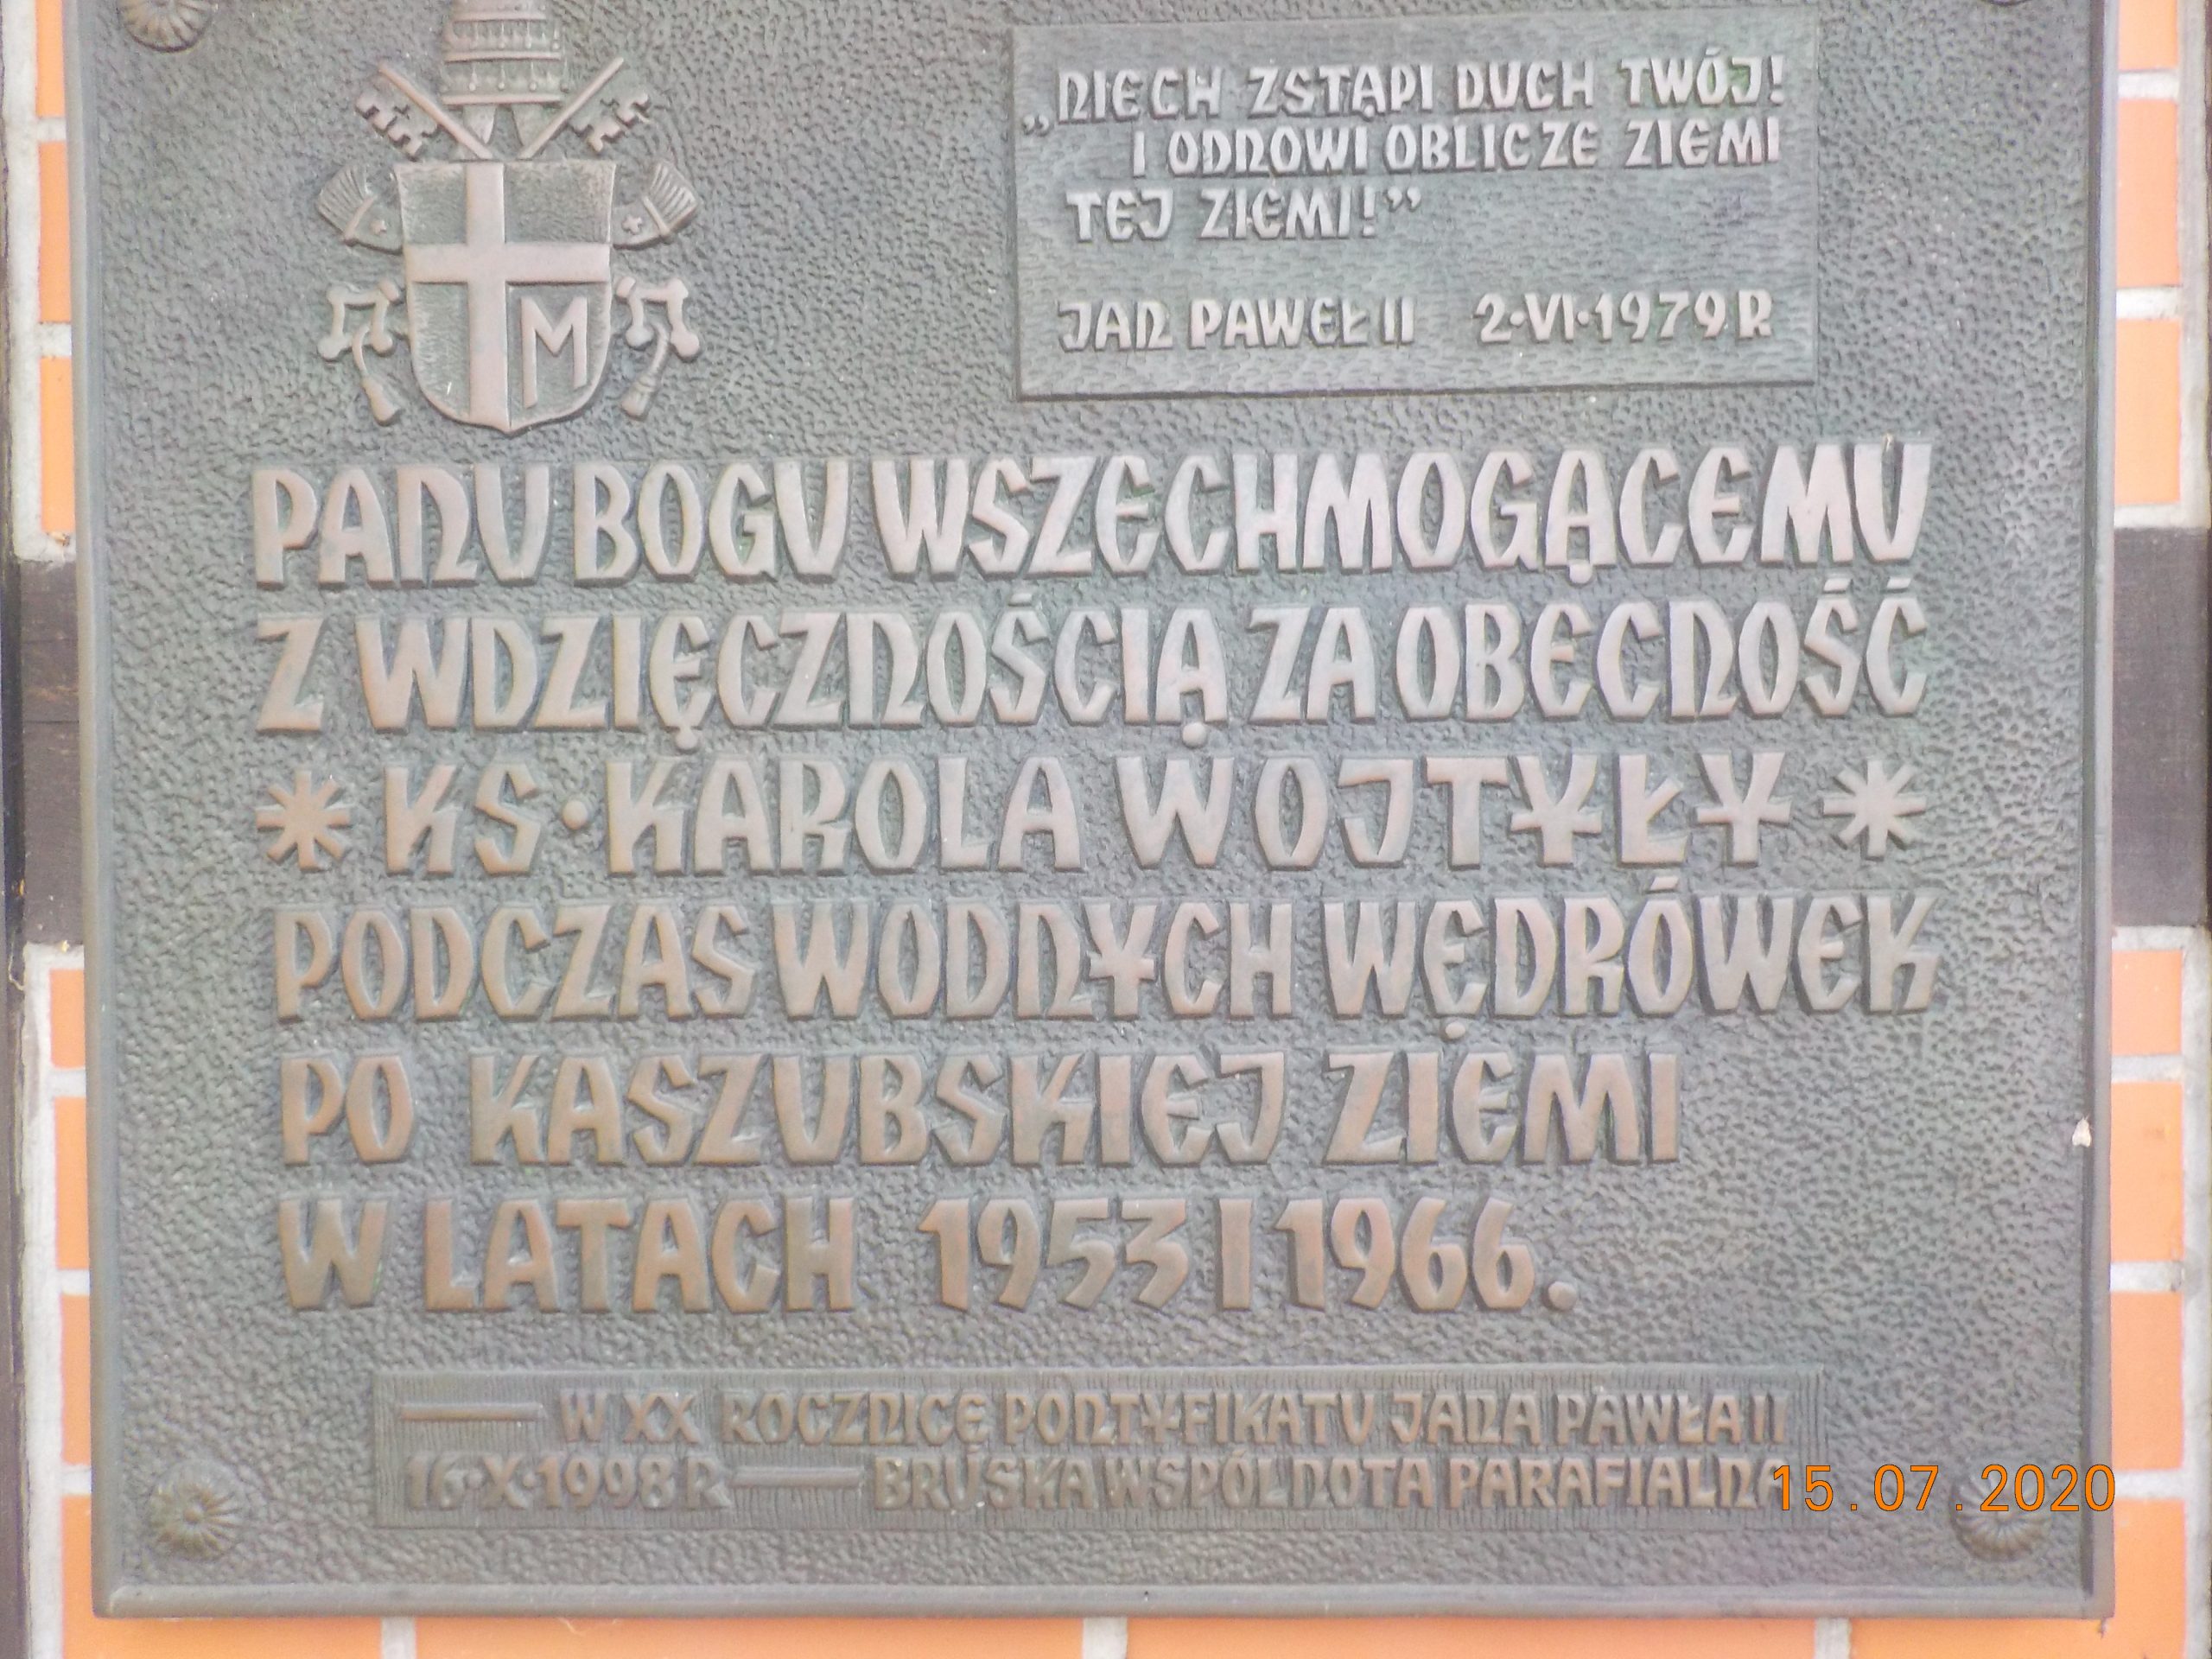 „NIECH ZSTĄPI DUCH TWÓJ!
I ODNOWI OBLICZE ZIEMI
TEJ ZIEMI!”
JAN PAWEŁ II 2·VI·1979 R.
M
PANU BOGU WSZECHMOGĄCEMU
Z WDZIĘCZNOŚCIĄ ZA OBECNOŚĆ
* KS. KAROLA WOJTYŁY *
PODCZAS WODNYCH WĘDRÓWEK
PO KASZUBSKIEJ ZIEMI
W LATACH 1953 I 1966.
— W XX ROCZNICĘ PONTYFIKATU JANA PAWŁA II
16·X·1998 R. — BRUSKA WSPÓLNOTA PARAFIALNA
15.07.2020